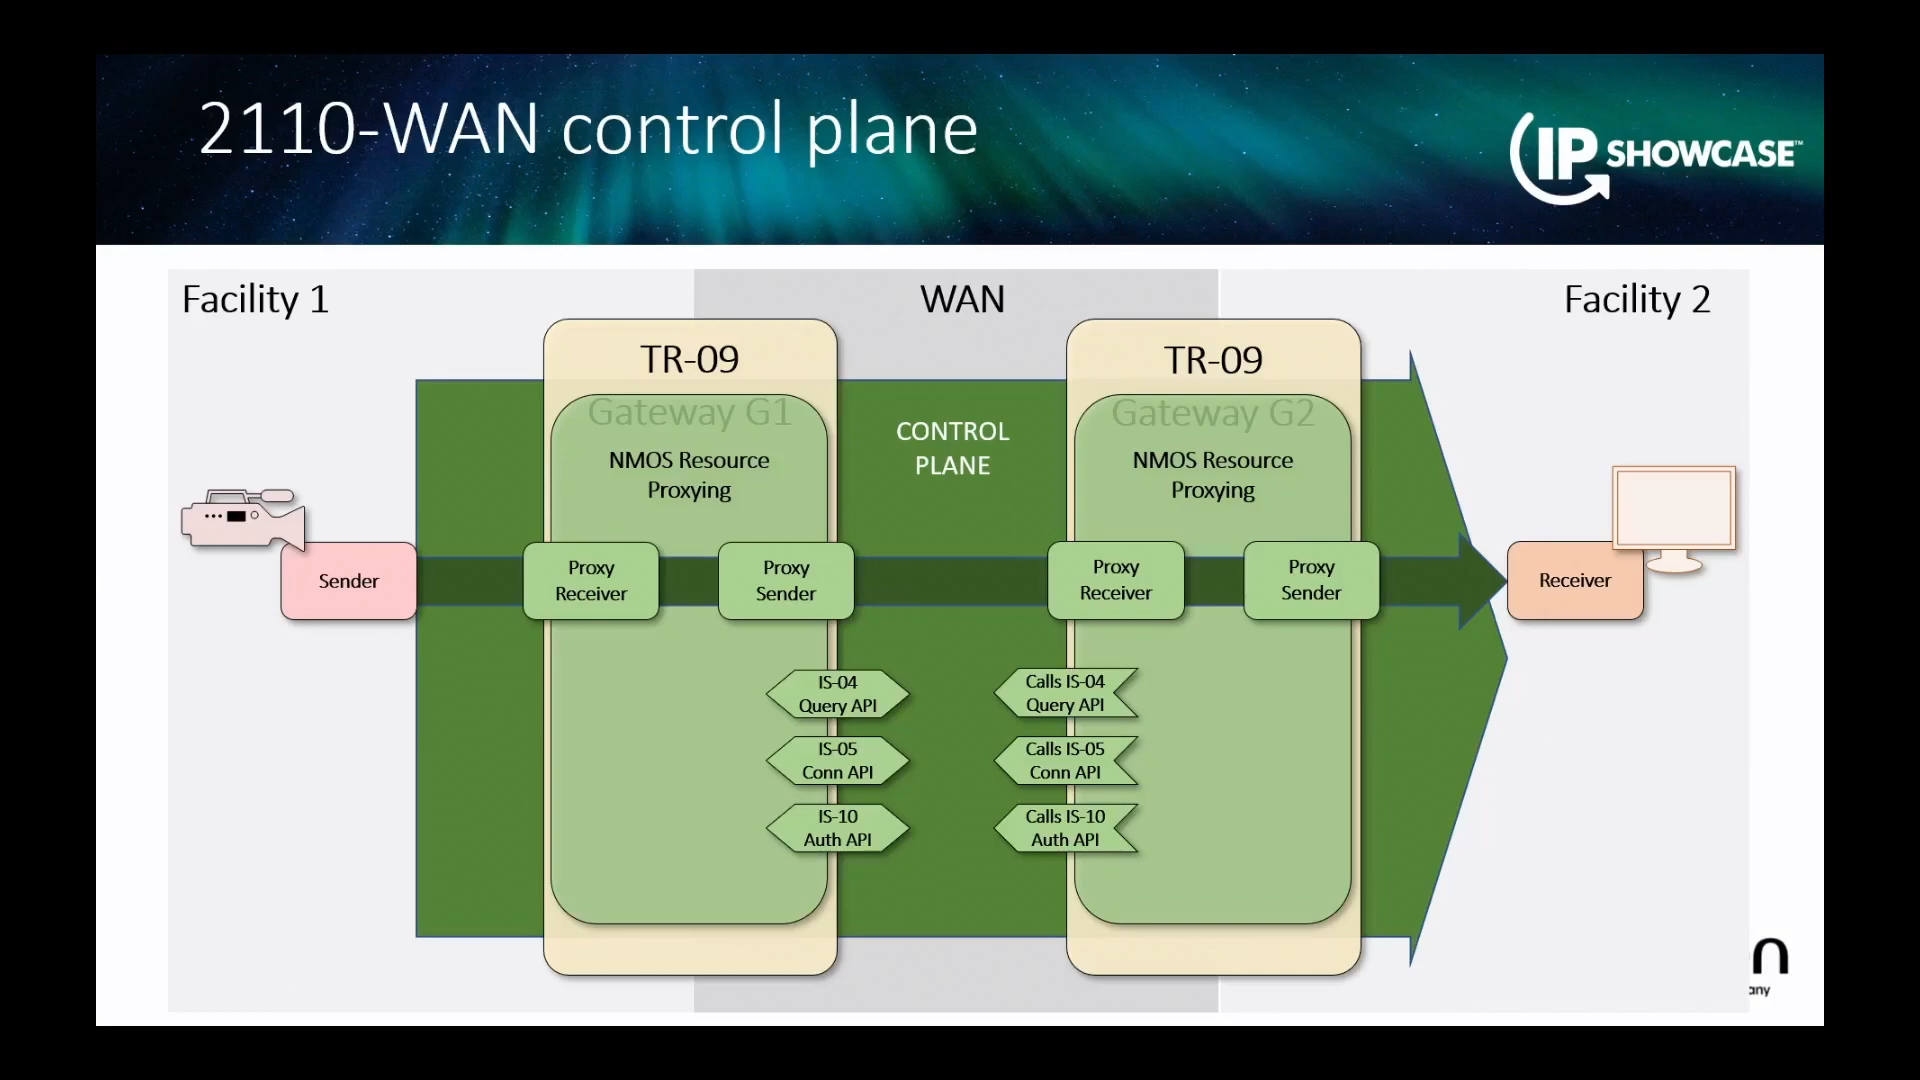 2110-WAN control plane
IP SHOWCASE™
Facility 1
WAN
Facility 2
TR-09
Gateway G1
NMOS Resource
Proxying
CONTROL
PLANE
TR-09
Gateway G2
NMOS Resource
Proxying
Sender
Proxy
Receiver
Proxy
Sender
Proxy
Receiver
Proxy
Sender
Receiver
IS-04
Query API
Calls IS-04
Query API
IS-05
Conn API
Calls IS-05
Conn API
IS-10
Auth API
Calls IS-10
Auth API